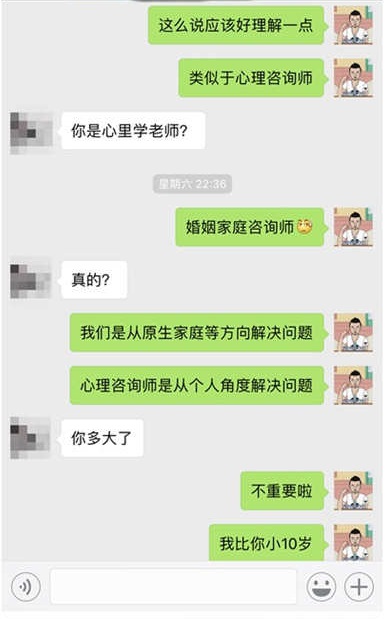 这么说应该好理解一点
类似于心理咨询师
你是心里学老师?
星期六 22:36
婚姻家庭咨询师
真的?
我们是从原生家庭等方向解决问题
心理咨询师是从个人角度解决问题
你多大了
不重要啦
我比你小10岁